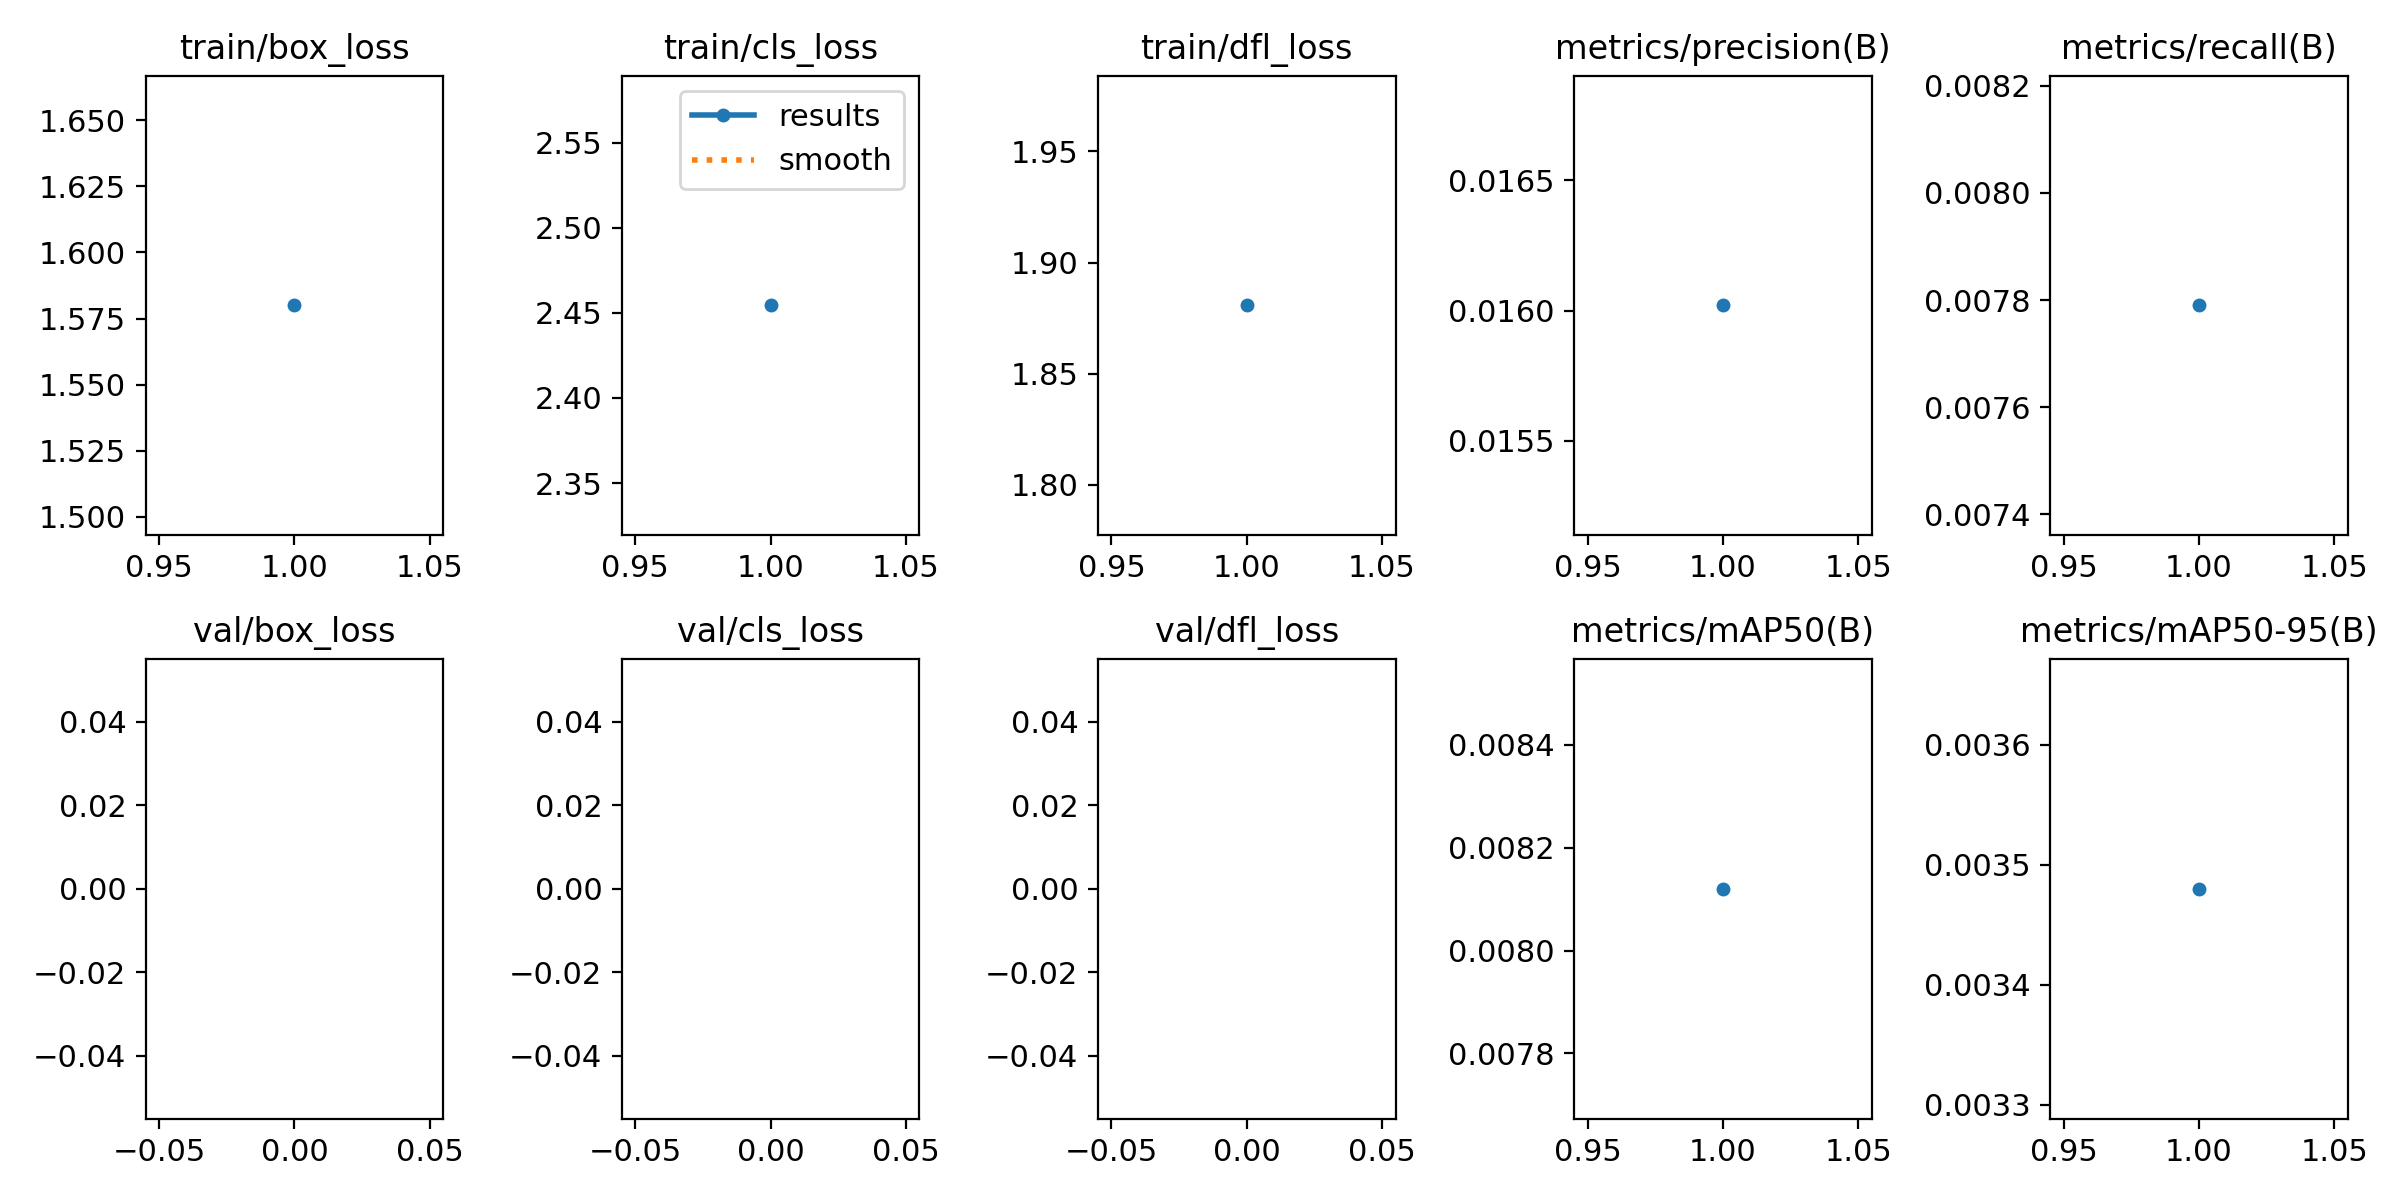 train/box_loss
1.650
1.625
1.600
1.575
1.550
1.525
1.500
0.95 1.00 1.05
train/cls_loss
results
smooth
2.55
2.50
2.45
2.40
2.35
0.95 1.00 1.05
train/dfl_loss
1.95
1.90
1.85
1.80
0.95 1.00 1.05
metrics/precision(B)
0.0165
0.0160
0.0155
0.95 1.00 1.05
metrics/recall(B)
0.0082
0.0080
0.0078
0.0076
0.0074
0.95 1.00 1.05
val/box_loss
0.04
0.02
0.00
−0.02
−0.04
−0.05 0.00 0.05
val/cls_loss
0.04
0.02
0.00
−0.02
−0.04
−0.05 0.00 0.05
val/dfl_loss
0.04
0.02
0.00
−0.02
−0.04
−0.05 0.00 0.05
metrics/mAP50(B)
0.0084
0.0082
0.0080
0.0078
0.95 1.00 1.05
metrics/mAP50-95(B)
0.0036
0.0035
0.0034
0.0033
0.95 1.00 1.05